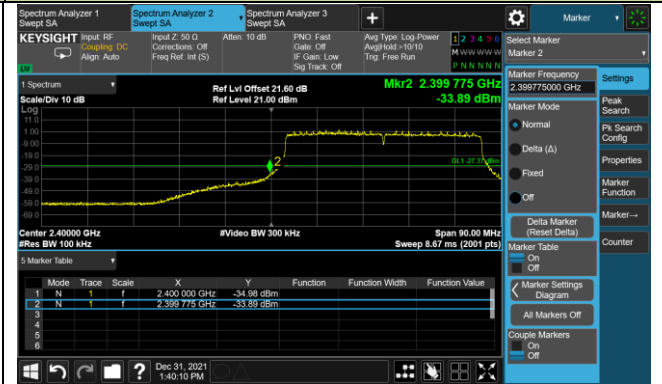 Spectrum Analyzer 1
Swept SA
Spectrum Analyzer 2
Swept SA
Spectrum Analyzer 3
Swept SA
+
Marker
KEYSIGHT
Input: RF
Coupling: DC
Align: Auto
Input Z: 50 Ω
Corrections: Off
Freq Ref: Int (S)
Atten: 10 dB
PNO: Fast
Gate: Off
IF Gain: Low
Sig Track: Off
Avg Type: Log-Power
Avg|Hold:>10/10
Trig: Free Run
1 2 3 4 5 6
M W W W W W
P N N N N N
LV
Select Marker
Marker 2
1 Spectrum
Scale/Div 10 dB
Ref Lvl Offset 21.60 dB
Ref Level 21.00 dBm
Mkr2 2.399 775 GHz
-33.89 dBm
Log
11.0
1.00
-9.00
-19.0
-29.0
-39.0
-49.0
-59.0
-69.0
2
DL1 -27.37 dBm
Center 2.40000 GHz
#Res BW 100 kHz
#Video BW 300 kHz
Span 90.00 MHz
Sweep 8.67 ms (2001 pts)
5 Marker Table
Mode Trace Scale X Y Function Function Width Function Value
1 N 1 f 2.400 000 GHz -34.98 dBm
2 N 1 f 2.399 775 GHz -33.89 dBm
3
4
5
6
Marker Frequency
2.399775000 GHz
Marker Mode
Normal
Delta (Δ)
Fixed
Off
Delta Marker
(Reset Delta)
Marker Table
On
Off
Marker Settings
Diagram
All Markers Off
Couple Markers
On
Off
Settings
Peak
Search
Pk Search
Config
Properties
Marker
Function
Marker→
Counter
?
Dec 31, 2021
1:40:10 PM